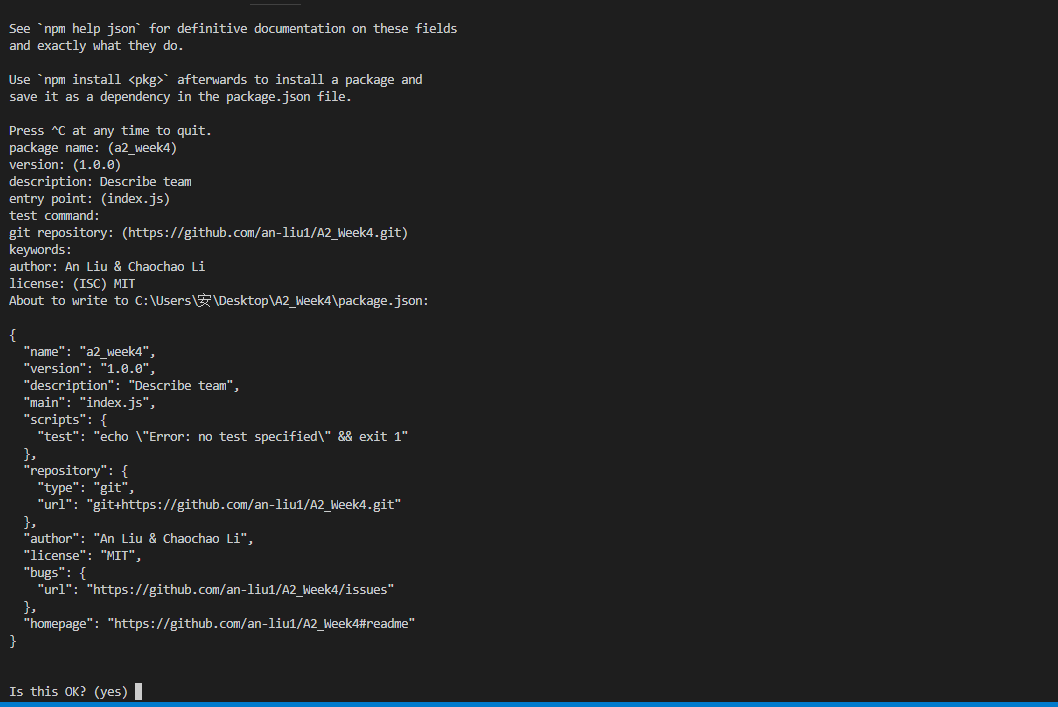 See `npm help json` for definitive documentation on these fields
and exactly what they do.
Use `npm install <pkg>` afterwards to install a package and
save it as a dependency in the package.json file.
Press ^C at any time to quit.
package name: (a2_week4)
version: (1.0.0)
description: Describe team
entry point: (index.js)
test command:
git repository: (https://github.com/an-liu1/A2_Week4.git)
keywords:
author: An Liu & Chaochao Li
license: (ISC) MIT
About to write to C:\Users\安\Desktop\A2_Week4\package.json:
{
  "name": "a2_week4",
  "version": "1.0.0",
  "description": "Describe team",
  "main": "index.js",
  "scripts": {
    "test": "echo \"Error: no test specified\" && exit 1"
  },
  "repository": {
    "type": "git",
    "url": "git+https://github.com/an-liu1/A2_Week4.git"
  },
  "author": "An Liu & Chaochao Li",
  "license": "MIT",
  "bugs": {
    "url": "https://github.com/an-liu1/A2_Week4/issues"
  },
  "homepage": "https://github.com/an-liu1/A2_Week4#readme"
}
Is this OK? (yes)